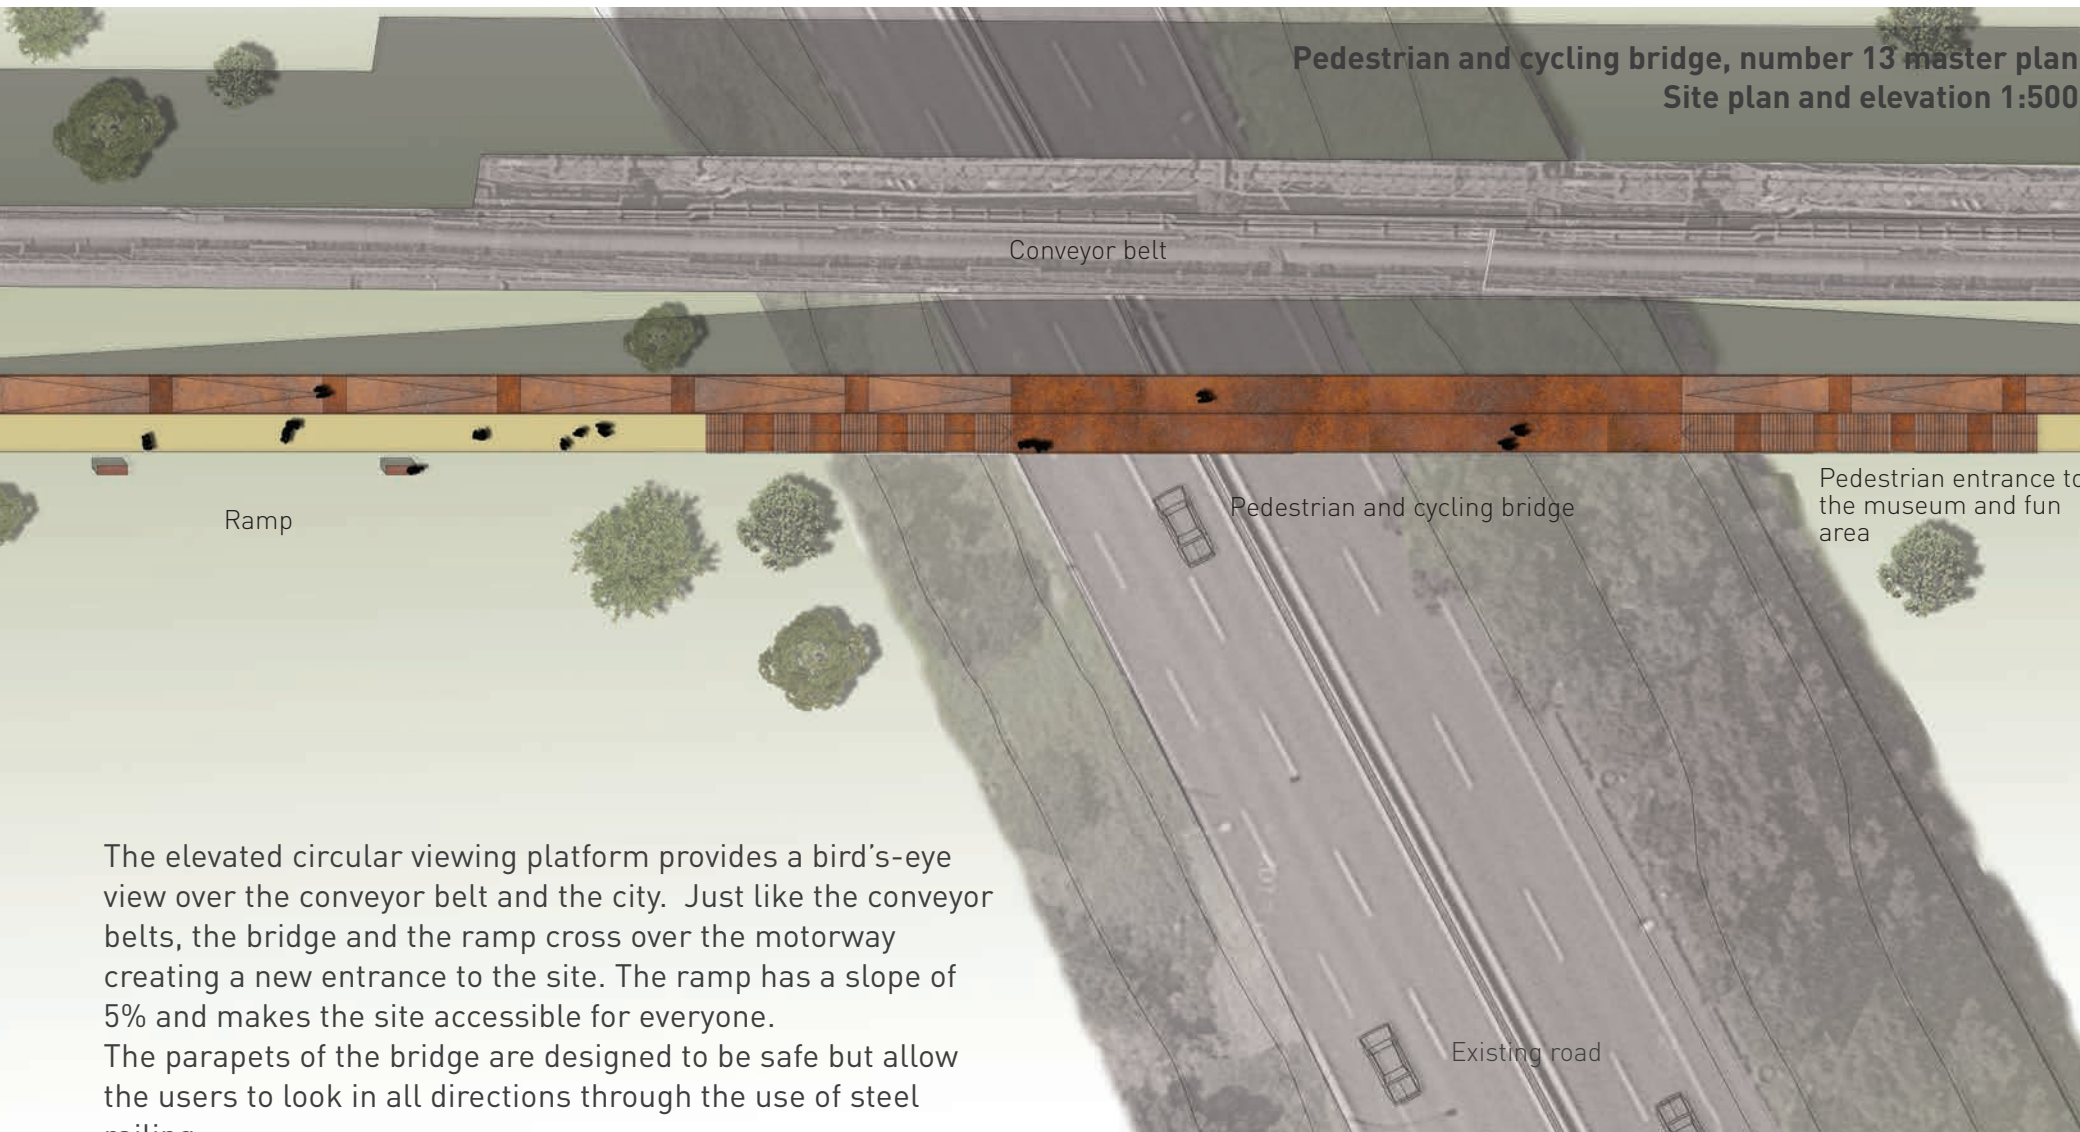 Pedestrian and cycling bridge, number 13 master plan
Site plan and elevation 1:500
Conveyor belt
Ramp
Pedestrian and cycling bridge
Pedestrian entrance to
the museum and fun
area
The elevated circular viewing platform provides a bird’s-eye
view over the conveyor belt and the city.  Just like the conveyor
belts, the bridge and the ramp cross over the motorway
creating a new entrance to the site. The ramp has a slope of
5% and makes the site accessible for everyone.
The parapets of the bridge are designed to be safe but allow
the users to look in all directions through the use of steel
Existing road